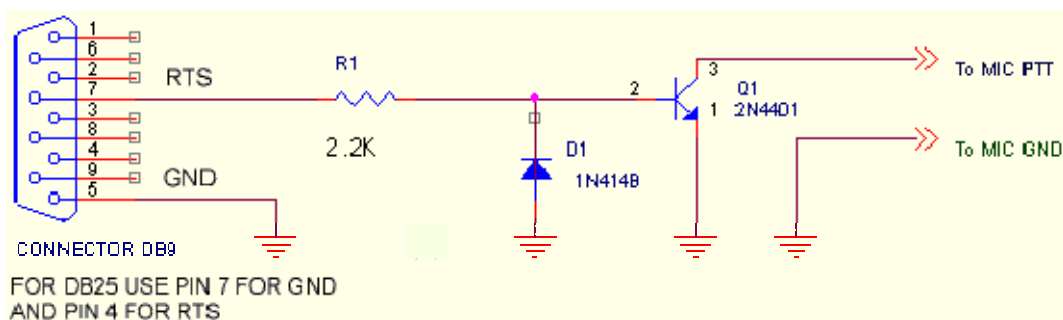 1
6
2
RTS
7
3
8
4
9
GND
5
R1
2.2K
D1
1N4148
2
3
1
Q1
2N4401
To MIC PTT
To MIC GND
CONNECTOR DB9
FOR DB25 USE PIN 7 FOR GND
AND PIN 4 FOR RTS